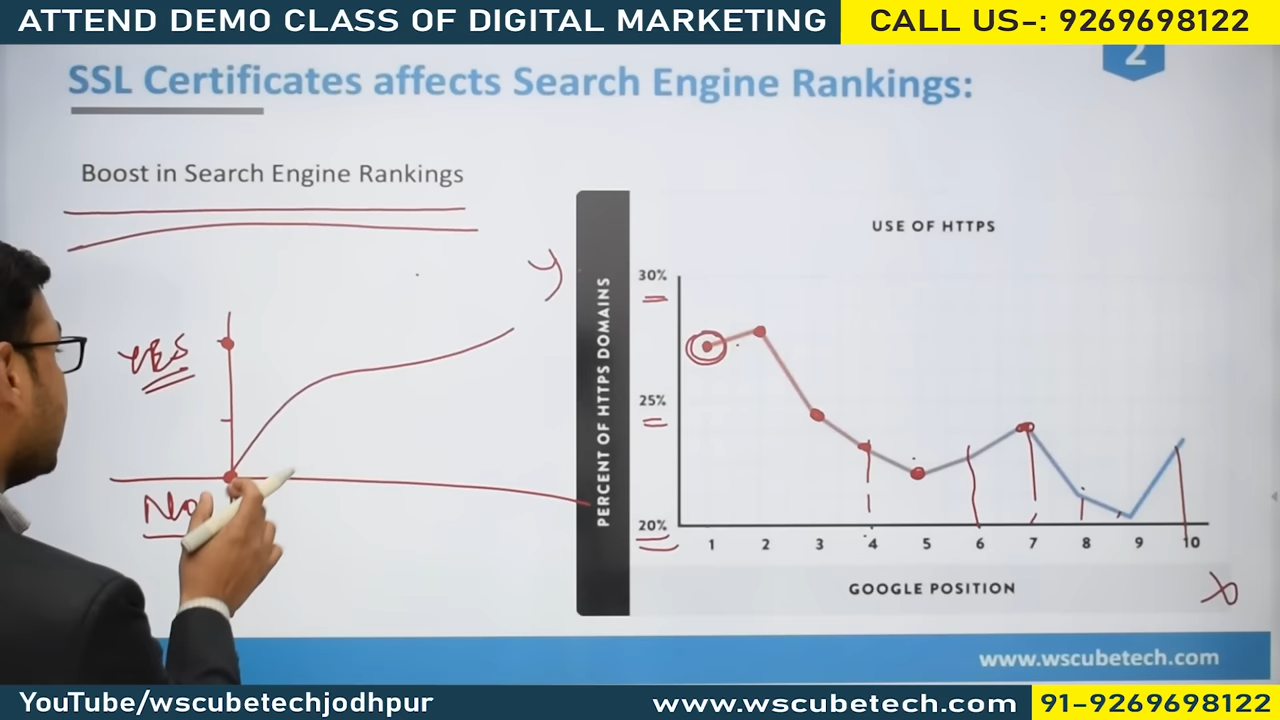 ATTEND DEMO CLASS OF DIGITAL MARKETING
CALL US-: 9269698122
2
SSL Certificates affects Search Engine Rankings:
Boost in Search Engine Rankings
y
YES
No
USE OF HTTPS
PERCENT OF HTTPS DOMAINS
30%
25%
20%
1 2 3 4 5 6 7 8 9 10
GOOGLE POSITION
x
www.wscubetech.com
YouTube/wscubetechjodhpur
www.wscubetech.com
91-9269698122